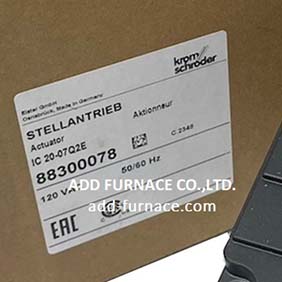 krom
schroder
Elster GmbH
Osnabrück, Made in Germany
STELLANTRIEB
Actuator
Aktionneur
IC 20-07Q2E
88300078
C 2348
120 VAC
50/60 Hz
ADD FURNACE CO.,LTD.
add-furnace.com
EAC